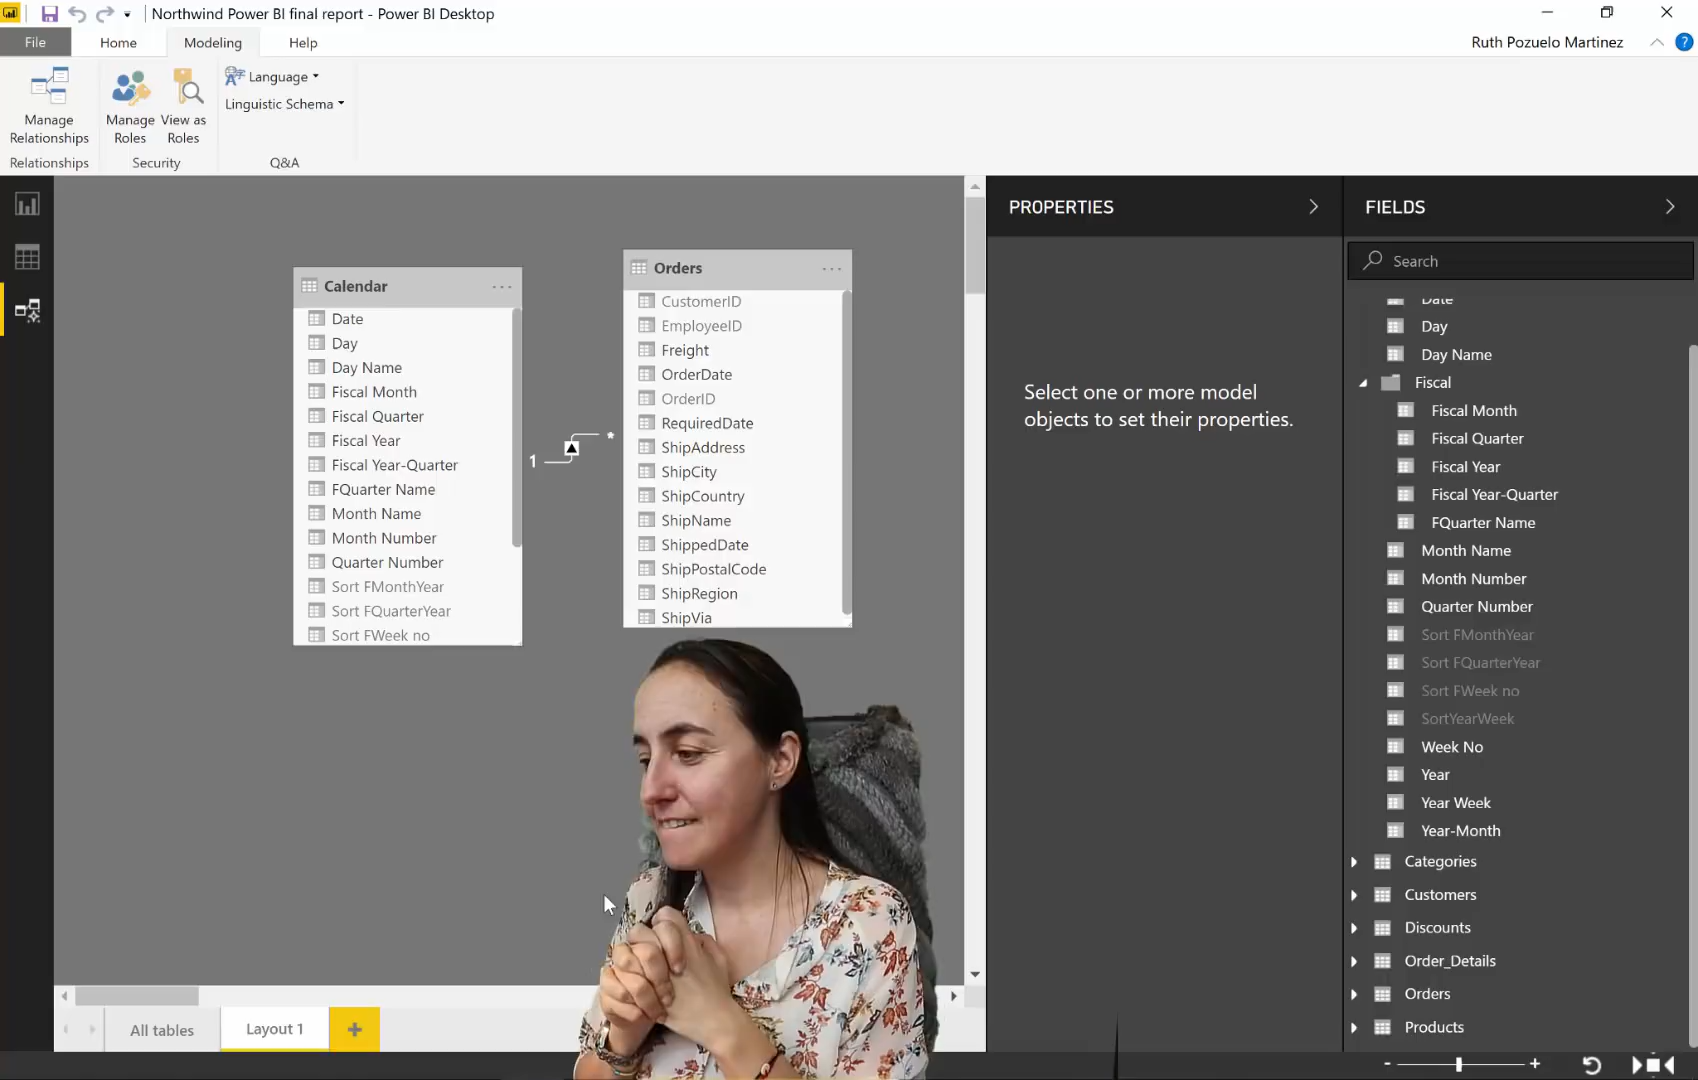 Northwind Power BI final report - Power BI Desktop
File
Home
Modeling
Help
Ruth Pozuelo Martinez
?
Manage
Relationships
Manage
Roles
View as
Roles
Language
Linguistic Schema
Relationships
Security
Q&A
Calendar
...
Date
Day
Day Name
Fiscal Month
Fiscal Quarter
Fiscal Year
Fiscal Year-Quarter
FQuarter Name
Month Name
Month Number
Quarter Number
Sort FMonthYear
Sort FQuarterYear
Sort FWeek no
1
*
Orders
...
CustomerID
EmployeeID
Freight
OrderDate
OrderID
RequiredDate
ShipAddress
ShipCity
ShipCountry
ShipName
ShippedDate
ShipPostalCode
ShipRegion
ShipVia
All tables
Layout 1
+
PROPERTIES
Select one or more model
objects to set their properties.
FIELDS
Search
Date
Day
Day Name
Fiscal
Fiscal Month
Fiscal Quarter
Fiscal Year
Fiscal Year-Quarter
FQuarter Name
Month Name
Month Number
Quarter Number
Sort FMonthYear
Sort FQuarterYear
Sort FWeek no
SortYearWeek
Week No
Year
Year Week
Year-Month
Categories
Customers
Discounts
Order_Details
Orders
Products
- +